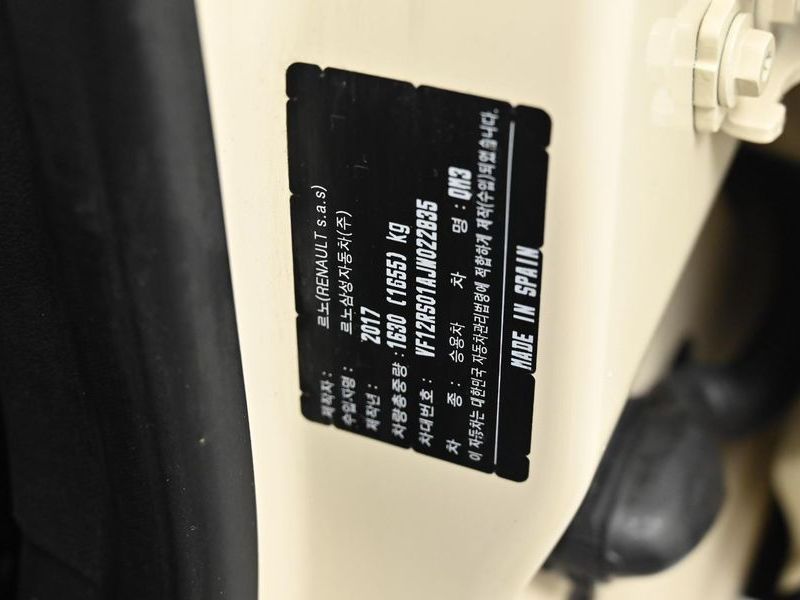 제작자: 르노(RENAULT s.a.s)
수입자명: 르노삼성자동차(주)
제작년: 2017
차량총중량: 1630 (1655) kg
차대번호: VF12RS01AJW022835
차 종: 승용차 차 명: QM3
이 자동차는 대한민국 자동차관리법령에 적합하게 제작(수입)되었습니다.
MADE IN SPAIN